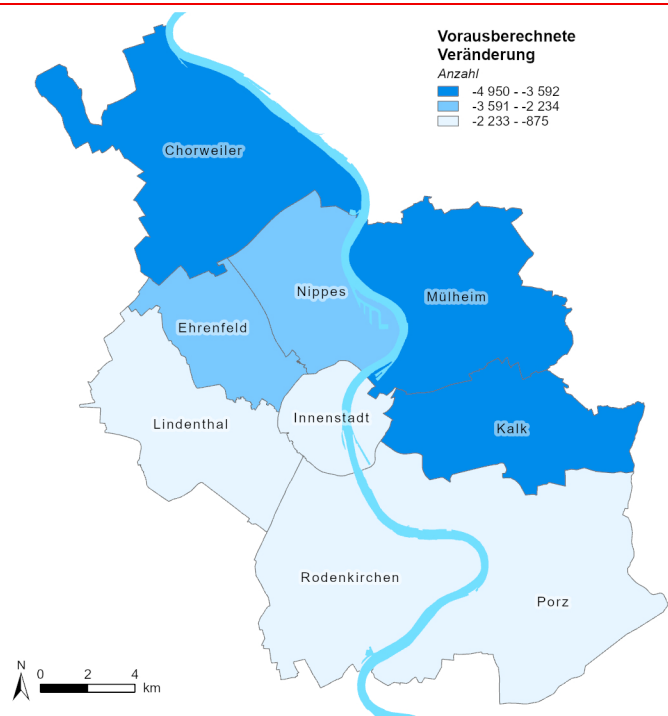 Vorausberechnete
Veränderung
Anzahl
-4 950 - -3 592
-3 591 - -2 234
-2 233 - -875
Chorweiler
Nippes
Mülheim
Ehrenfeld
Lindenthal
Innenstadt
Kalk
Rodenkirchen
Porz
N
0 2 4
km